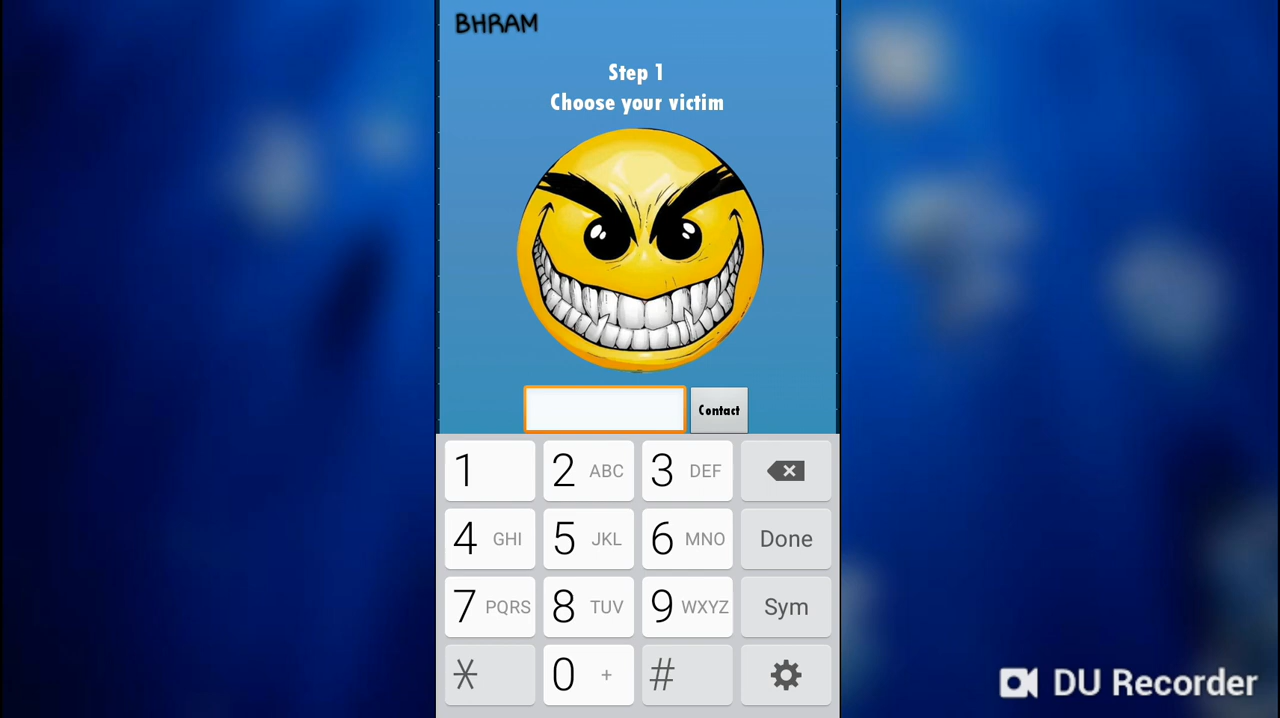 BHRAM
Step 1
Choose your victim
Contact
1 2 ABC 3 DEF
4 GHI 5 JKL 6 MNO Done
7 PQRS 8 TUV 9 WXYZ Sym
* 0 + #
DU Recorder